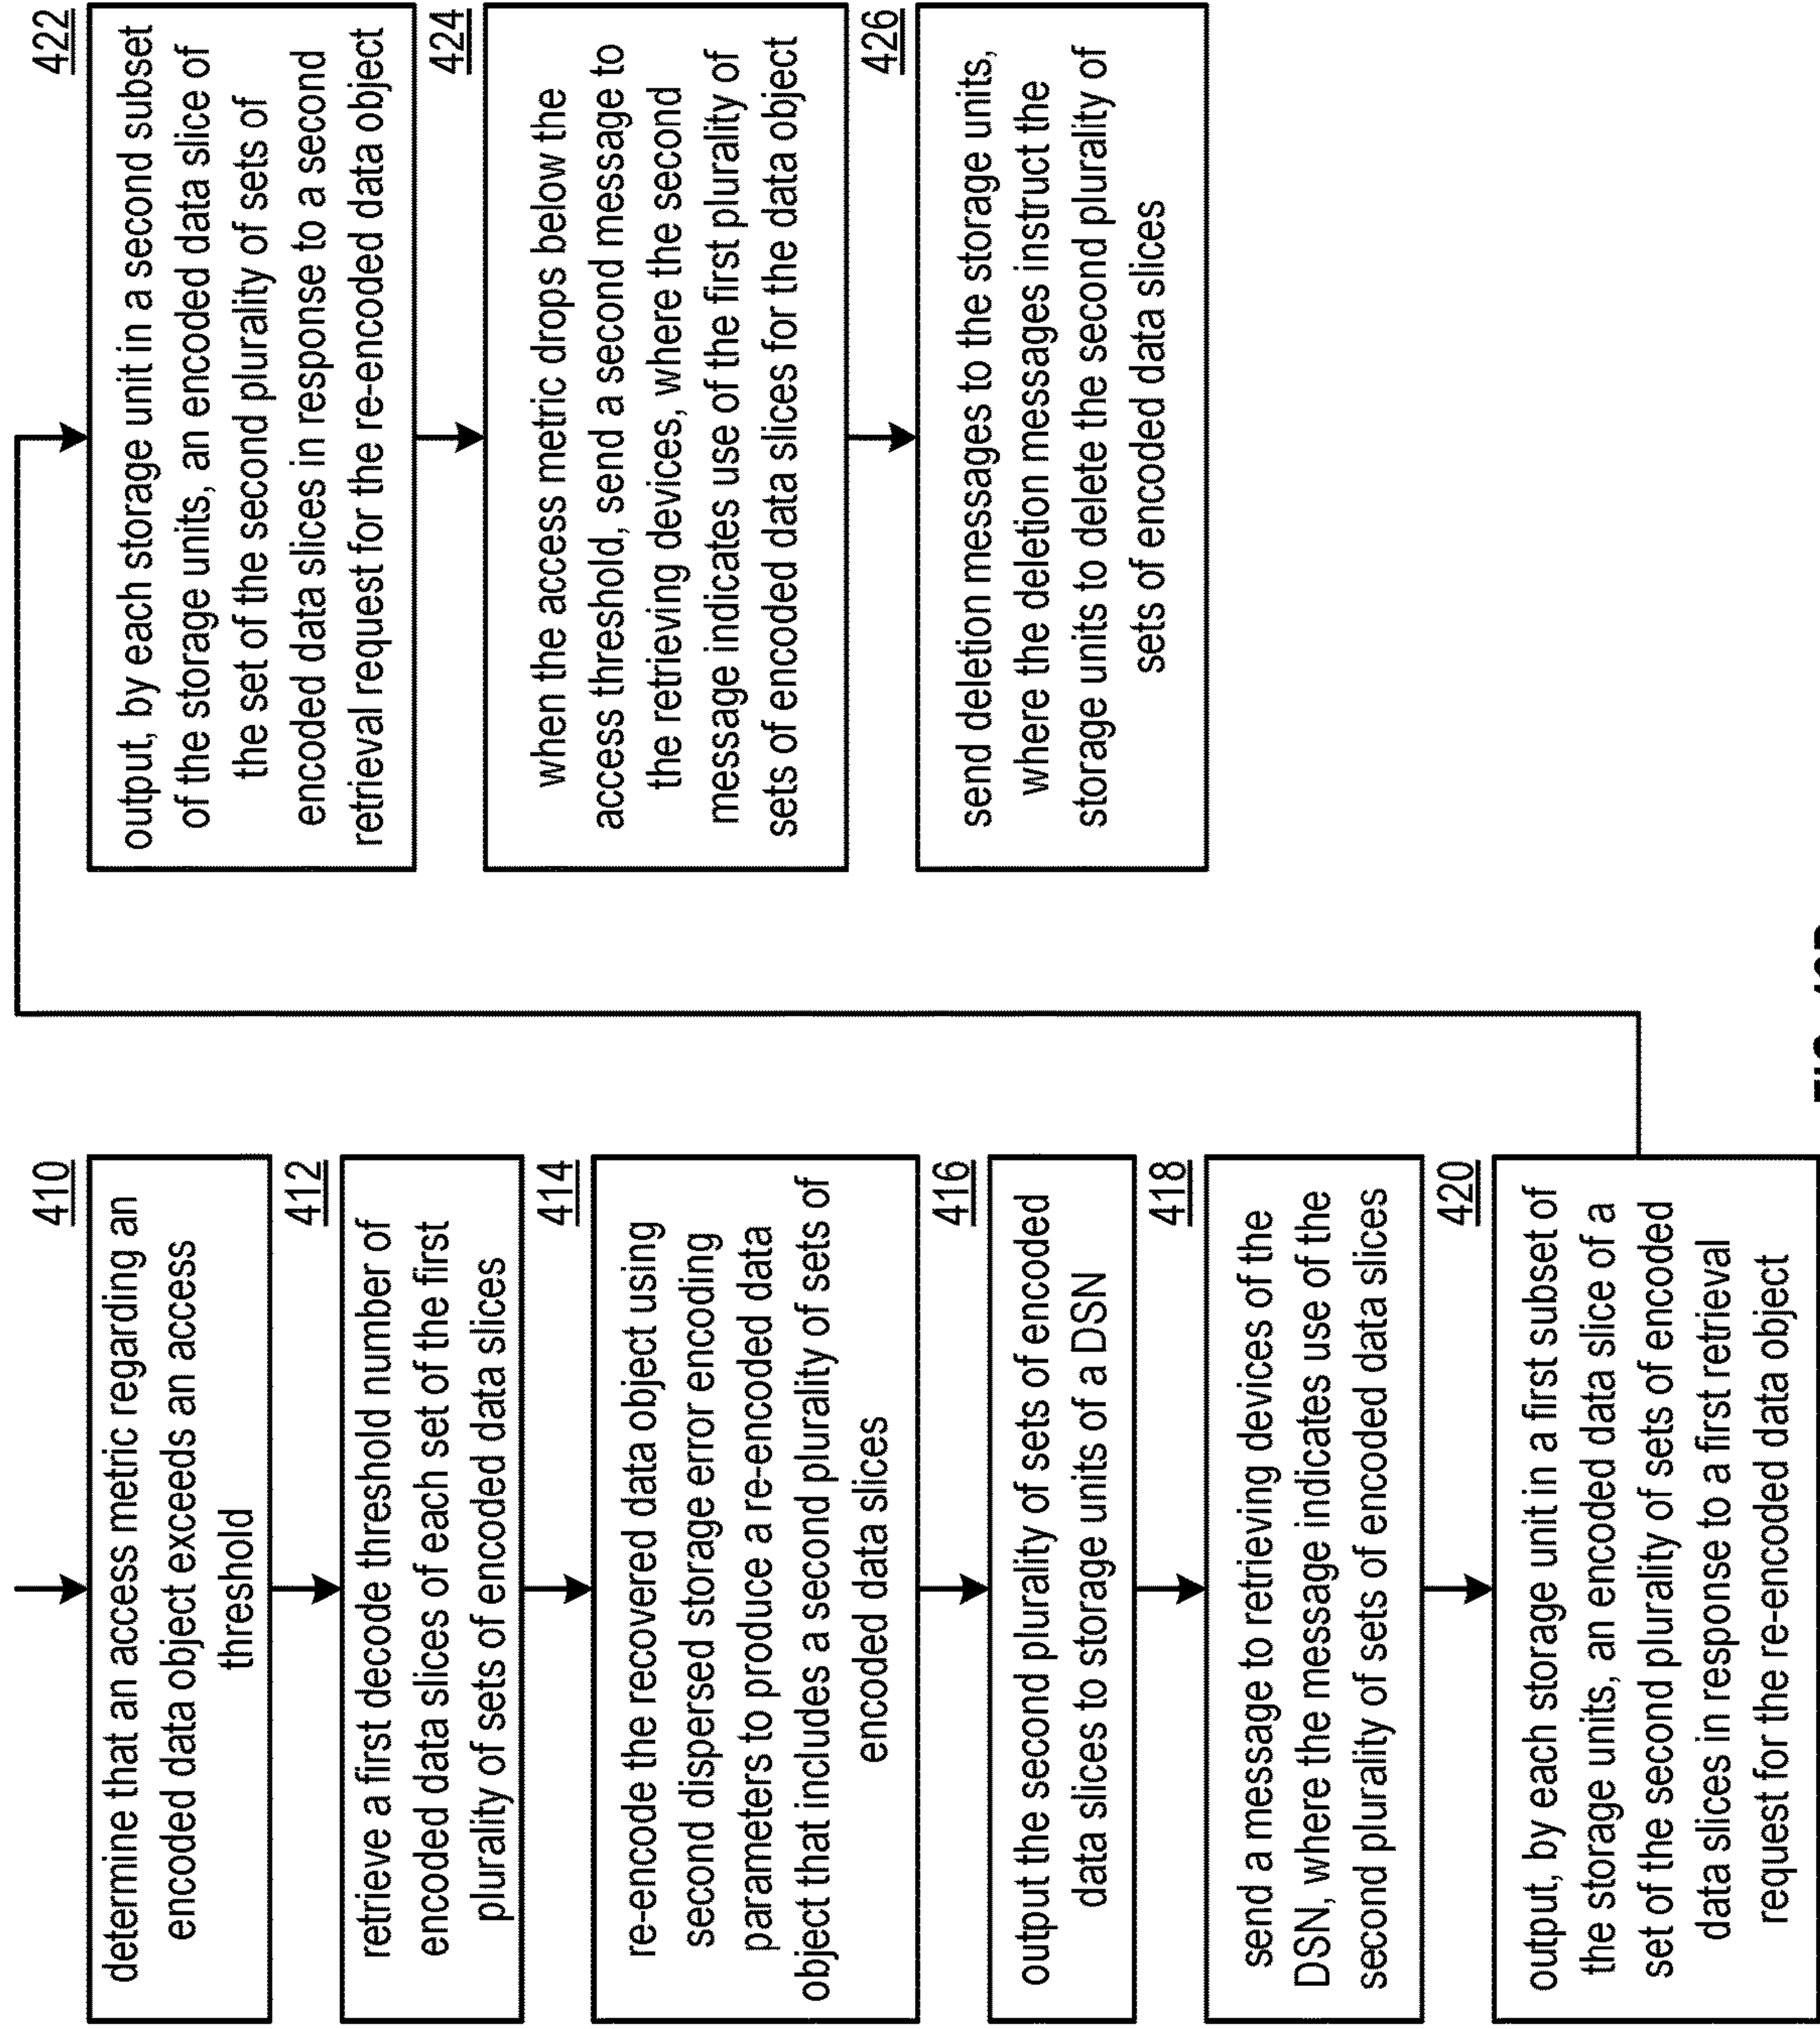 410
determine that an access metric regarding an
encoded data object exceeds an access
threshold
412
retrieve a first decode threshold number of
encoded data slices of each set of the first
plurality of sets of encoded data slices
414
re-encode the recovered data object using
second dispersed storage error encoding
parameters to produce a re-encoded data
object that includes a second plurality of sets of
encoded data slices
416
output the second plurality of sets of encoded
data slices to storage units of a DSN
418
send a message to retrieving devices of the
DSN, where the message indicates use of the
second plurality of sets of encoded data slices
420
output, by each storage unit in a first subset of
the storage units, an encoded data slice of a
set of the second plurality of sets of encoded
data slices in response to a first retrieval
request for the re-encoded data object
422
output, by each storage unit in a second subset
of the storage units, an encoded data slice of
the set of the second plurality of sets of
encoded data slices in response to a second
retrieval request for the re-encoded data object
424
when the access metric drops below the
access threshold, send a second message to
the retrieving devices, where the second
message indicates use of the first plurality of
sets of encoded data slices for the data object
426
send deletion messages to the storage units,
where the deletion messages instruct the
storage units to delete the second plurality of
sets of encoded data slices